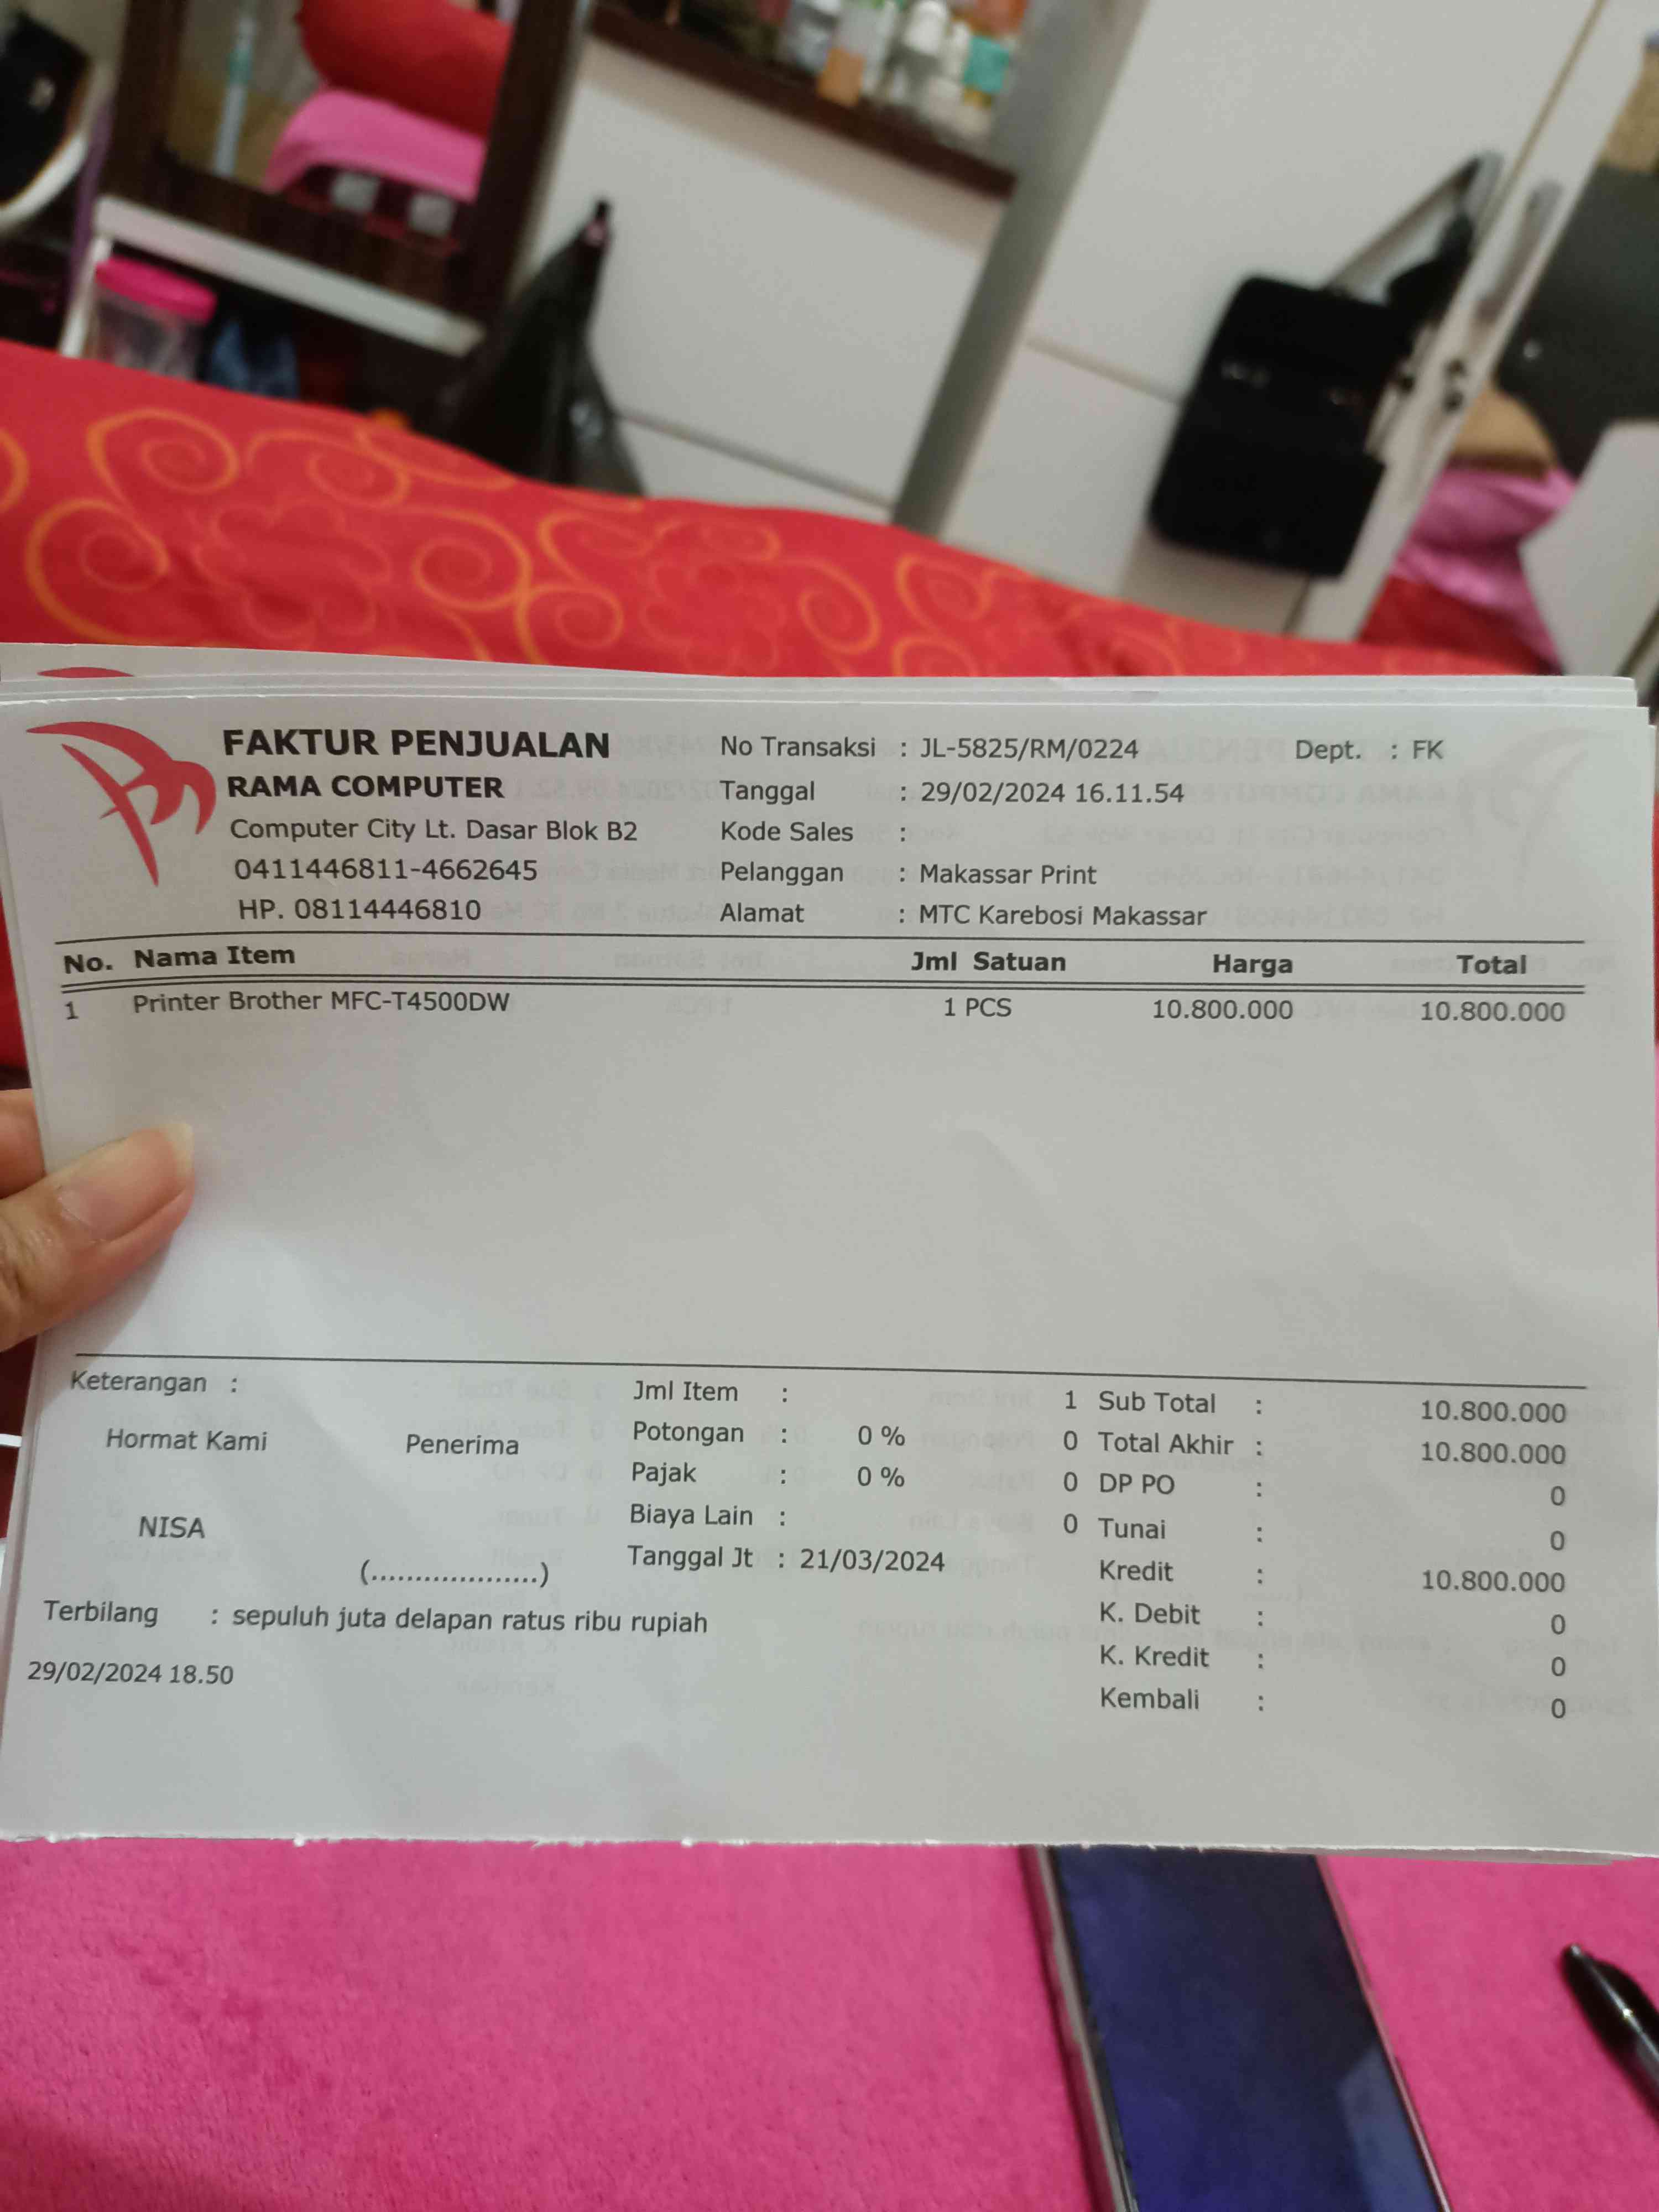 FAKTUR PENJUALAN
RAMA COMPUTER
Computer City Lt. Dasar Blok B2
0411446811-4662645
HP. 08114446810
No Transaksi : JL-5825/RM/0224 Dept. : FK
Tanggal : 29/02/2024 16.11.54
Kode Sales :
Pelanggan : Makassar Print
Alamat : MTC Karebosi Makassar
No. Nama Item Jml Satuan Harga Total
1 Printer Brother MFC-T4500DW 1 PCS 10.800.000 10.800.000
Keterangan :
Hormat Kami Penerima
NISA
(...................)
Jml Item : 1
Potongan : 0 % 0
Pajak : 0 % 0
Biaya Lain : 0
Tanggal Jt : 21/03/2024
Sub Total : 10.800.000
Total Akhir : 10.800.000
DP PO : 0
Tunai : 0
Kredit : 10.800.000
K. Debit : 0
K. Kredit : 0
Kembali : 0
Terbilang : sepuluh juta delapan ratus ribu rupiah
29/02/2024 18.50